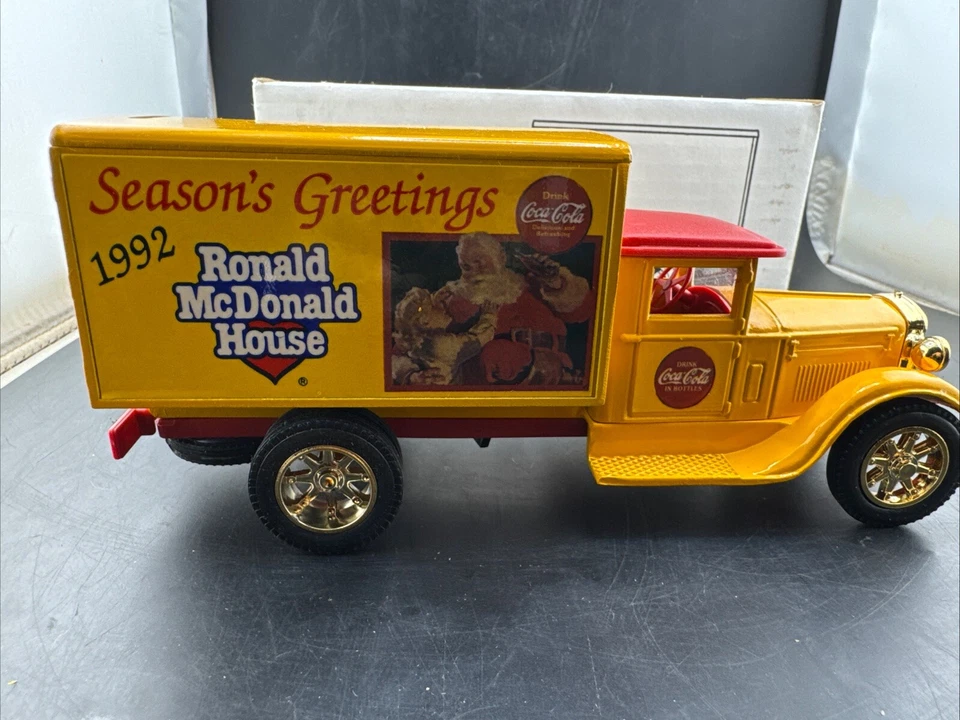 Season's Greetings
1992
Ronald
McDonald
House
®
Drink
Coca-Cola
Delicious and
Refreshing
DRINK
Coca-Cola
IN BOTTLES